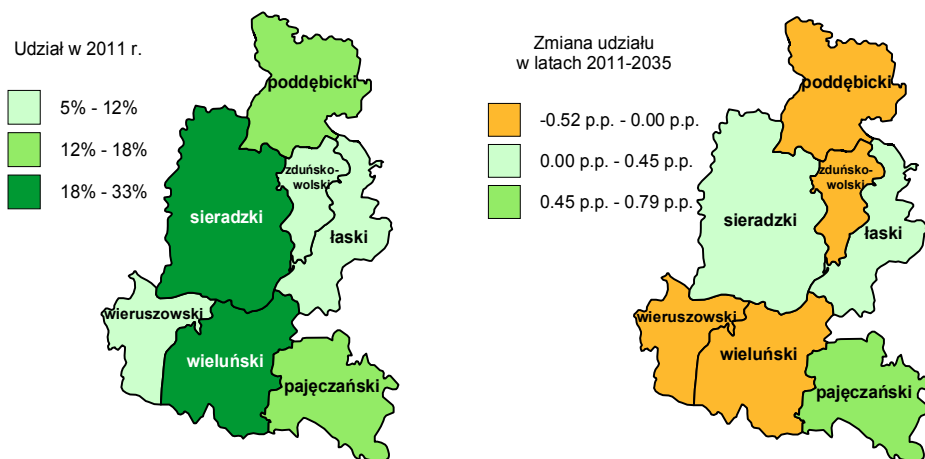 Udział w 2011 r.
5% - 12%
12% - 18%
18% - 33%
poddębicki
zduńsko-
wolski
sieradzki
łaski
wieruszowski
wieluński
pajęczański
Zmiana udziału
w latach 2011-2035
-0.52 p.p. - 0.00 p.p.
0.00 p.p. - 0.45 p.p.
0.45 p.p. - 0.79 p.p.
poddębicki
zduńsko-
wolski
sieradzki
łaski
wieruszowski
wieluński
pajęczański